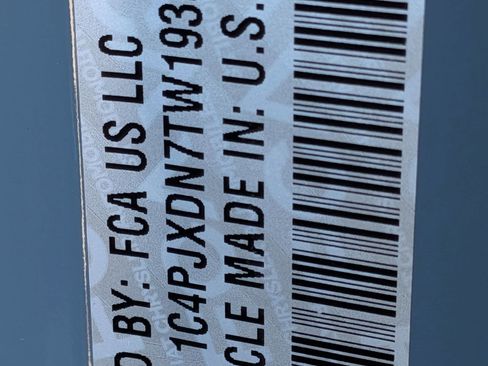 D BY: FCA US LLC
1C4PJXDN7TW193
CLE MADE IN: U.S.